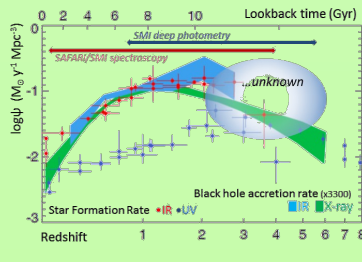 0 2 4 6 8 10 Lookback time (Gyr)
SMI deep photometry
SAFARI/SMI spectroscopy
...unknown
logψ (M⊙ y-1 Mpc-3)
0
-1
-2
-3
Black hole accretion rate (x3300)
Star Formation Rate IR UV
IR X-ray
Redshift 1 2 3 4 5 6 7 8